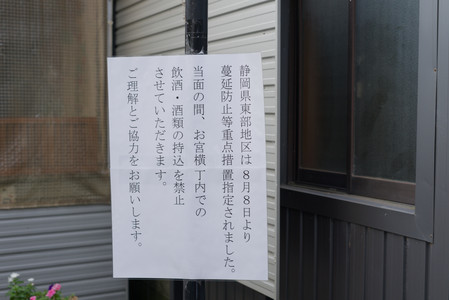 静岡県東部地区は８月８日より
蔓延防止等重点措置指定されました。
当面の間、お宮横丁内での
飲酒・酒類の持込を禁止
させていただきます。
ご理解とご協力をお願いします。